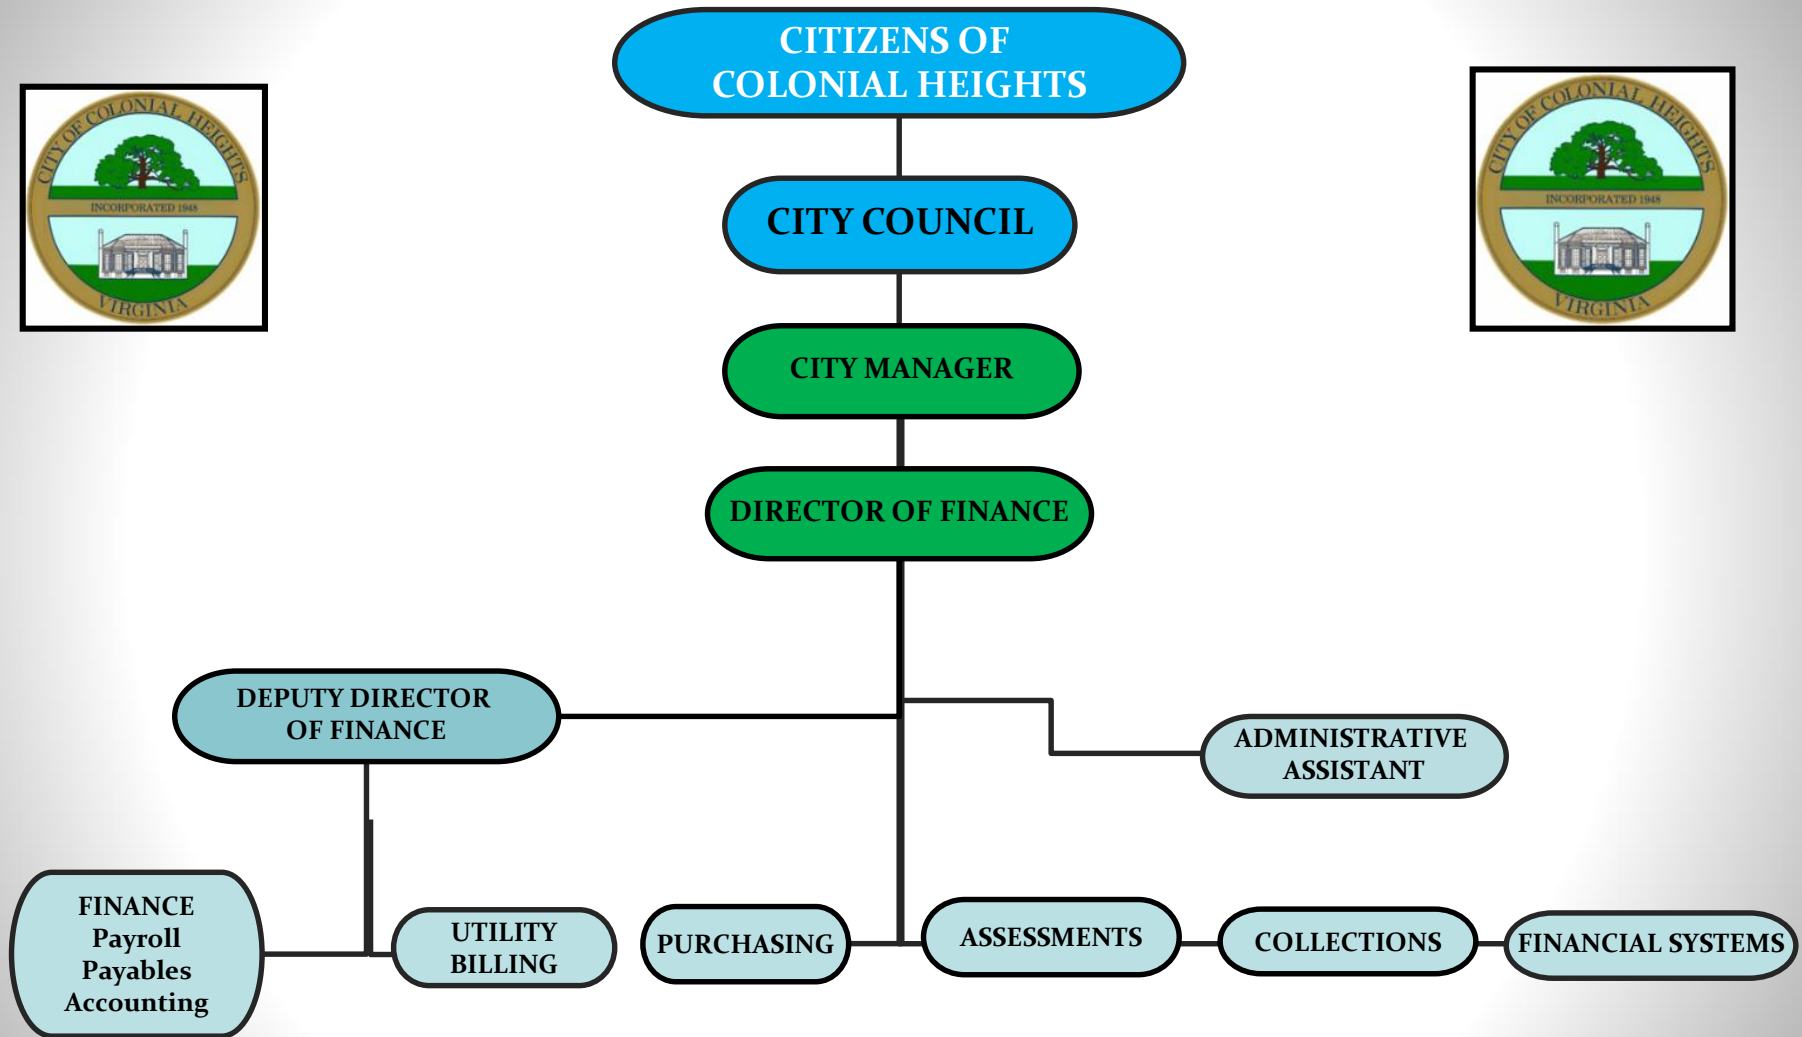 CITIZENS OF
COLONIAL HEIGHTS
CITY OF COLONIAL HEIGHTS
INCORPORATED 1948
VIRGINIA
CITY OF COLONIAL HEIGHTS
INCORPORATED 1948
VIRGINIA
CITY COUNCIL
CITY MANAGER
DIRECTOR OF FINANCE
DEPUTY DIRECTOR
OF FINANCE
ADMINISTRATIVE
ASSISTANT
FINANCE
Payroll
Payables
Accounting
UTILITY
BILLING
PURCHASING
ASSESSMENTS
COLLECTIONS
FINANCIAL SYSTEMS